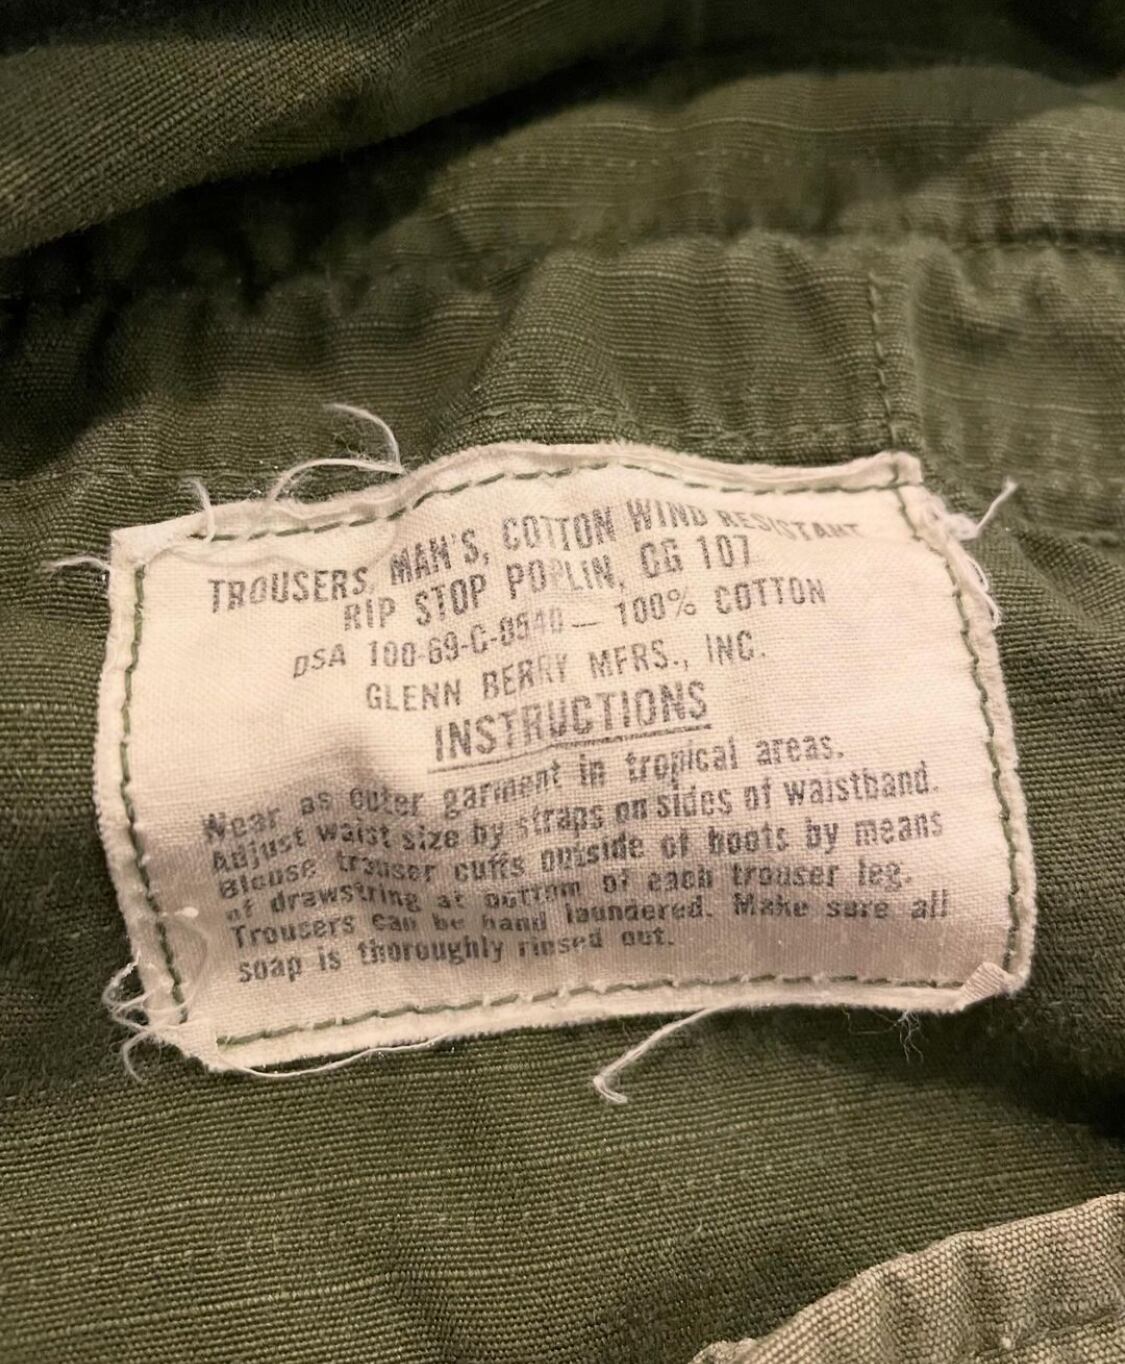 TROUSERS, MAN'S, COTTON WIND RESISTANT
RIP STOP POPLIN, CG 107
DSA 100-69-C-0540 — 100% COTTON
GLENN BERRY MFRS., INC.
INSTRUCTIONS
Wear as outer garment in tropical areas.
Adjust waist size by straps on sides of waistband.
Blouse trouser cuffs outside of boots by means
of drawstring at bottom of each trouser leg.
Trousers can be hand laundered. Make sure all
soap is thoroughly rinsed out.